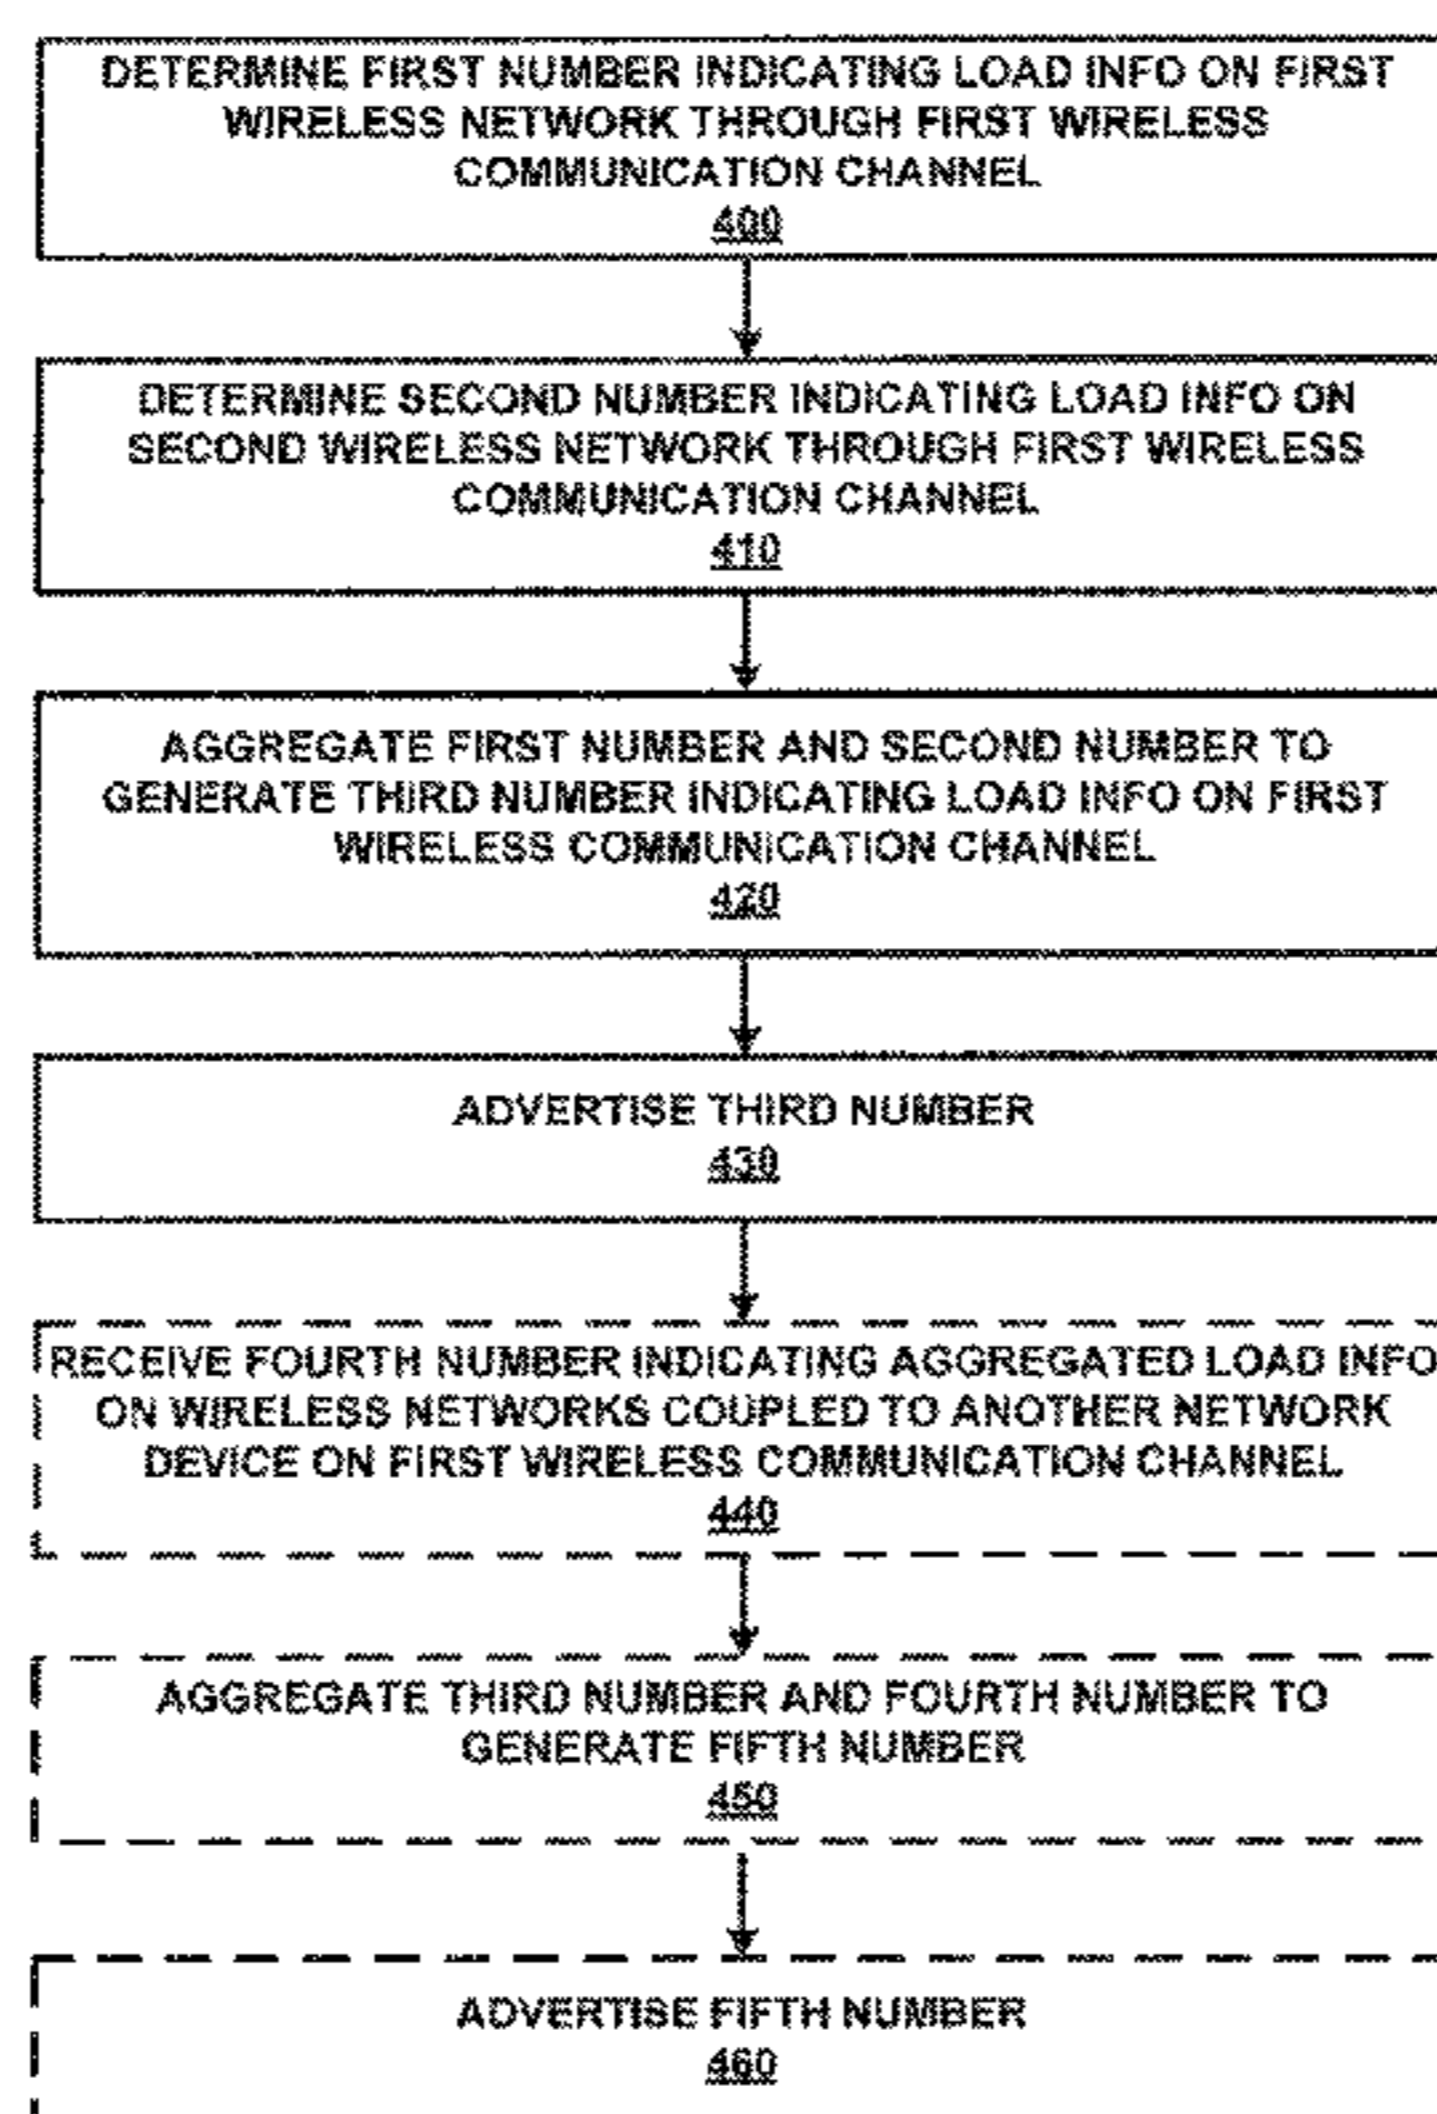 DETERMINE FIRST NUMBER INDICATING LOAD INFO ON FIRST
WIRELESS NETWORK THROUGH FIRST WIRELESS
COMMUNICATION CHANNEL
400
DETERMINE SECOND NUMBER INDICATING LOAD INFO ON
SECOND WIRELESS NETWORK THROUGH FIRST WIRELESS
COMMUNICATION CHANNEL
410
AGGREGATE FIRST NUMBER AND SECOND NUMBER TO
GENERATE THIRD NUMBER INDICATING LOAD INFO ON FIRST
WIRELESS COMMUNICATION CHANNEL
420
ADVERTISE THIRD NUMBER
430
RECEIVE FOURTH NUMBER INDICATING AGGREGATED LOAD INFO
ON WIRELESS NETWORKS COUPLED TO ANOTHER NETWORK
DEVICE ON FIRST WIRELESS COMMUNICATION CHANNEL
440
AGGREGATE THIRD NUMBER AND FOURTH NUMBER TO
GENERATE FIFTH NUMBER
450
ADVERTISE FIFTH NUMBER
460